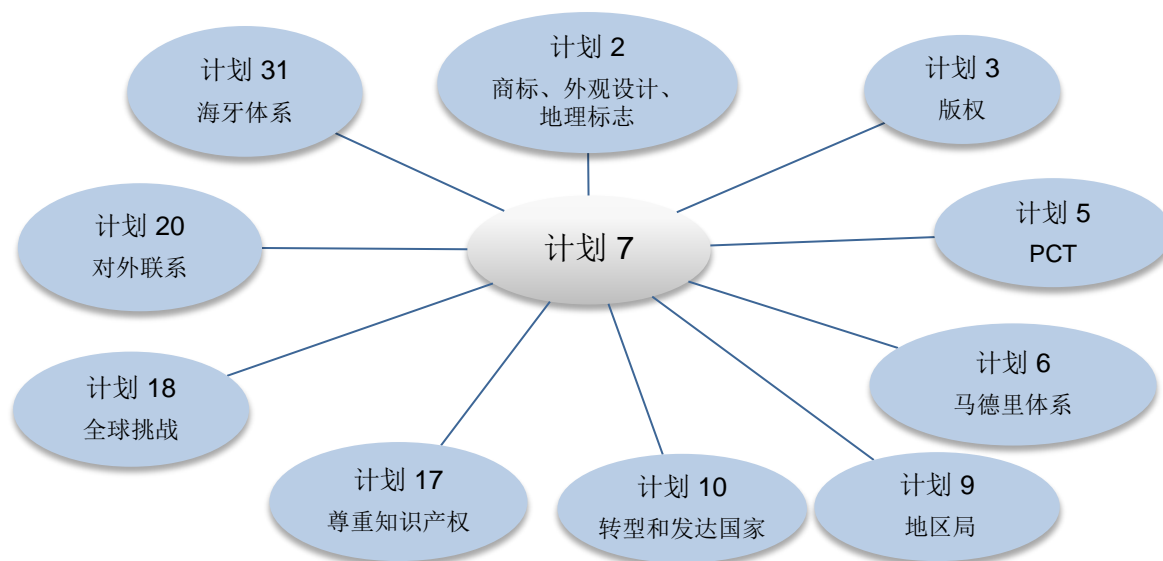 计划 2
商标、外观设计、
地理标志
计划 31
海牙体系
计划 3
版权
计划 20
对外联系
计划 7
计划 5
PCT
计划 18
全球挑战
计划 6
马德里体系
计划 17
尊重知识产权
计划 10
转型和发达国家
计划 9
地区局